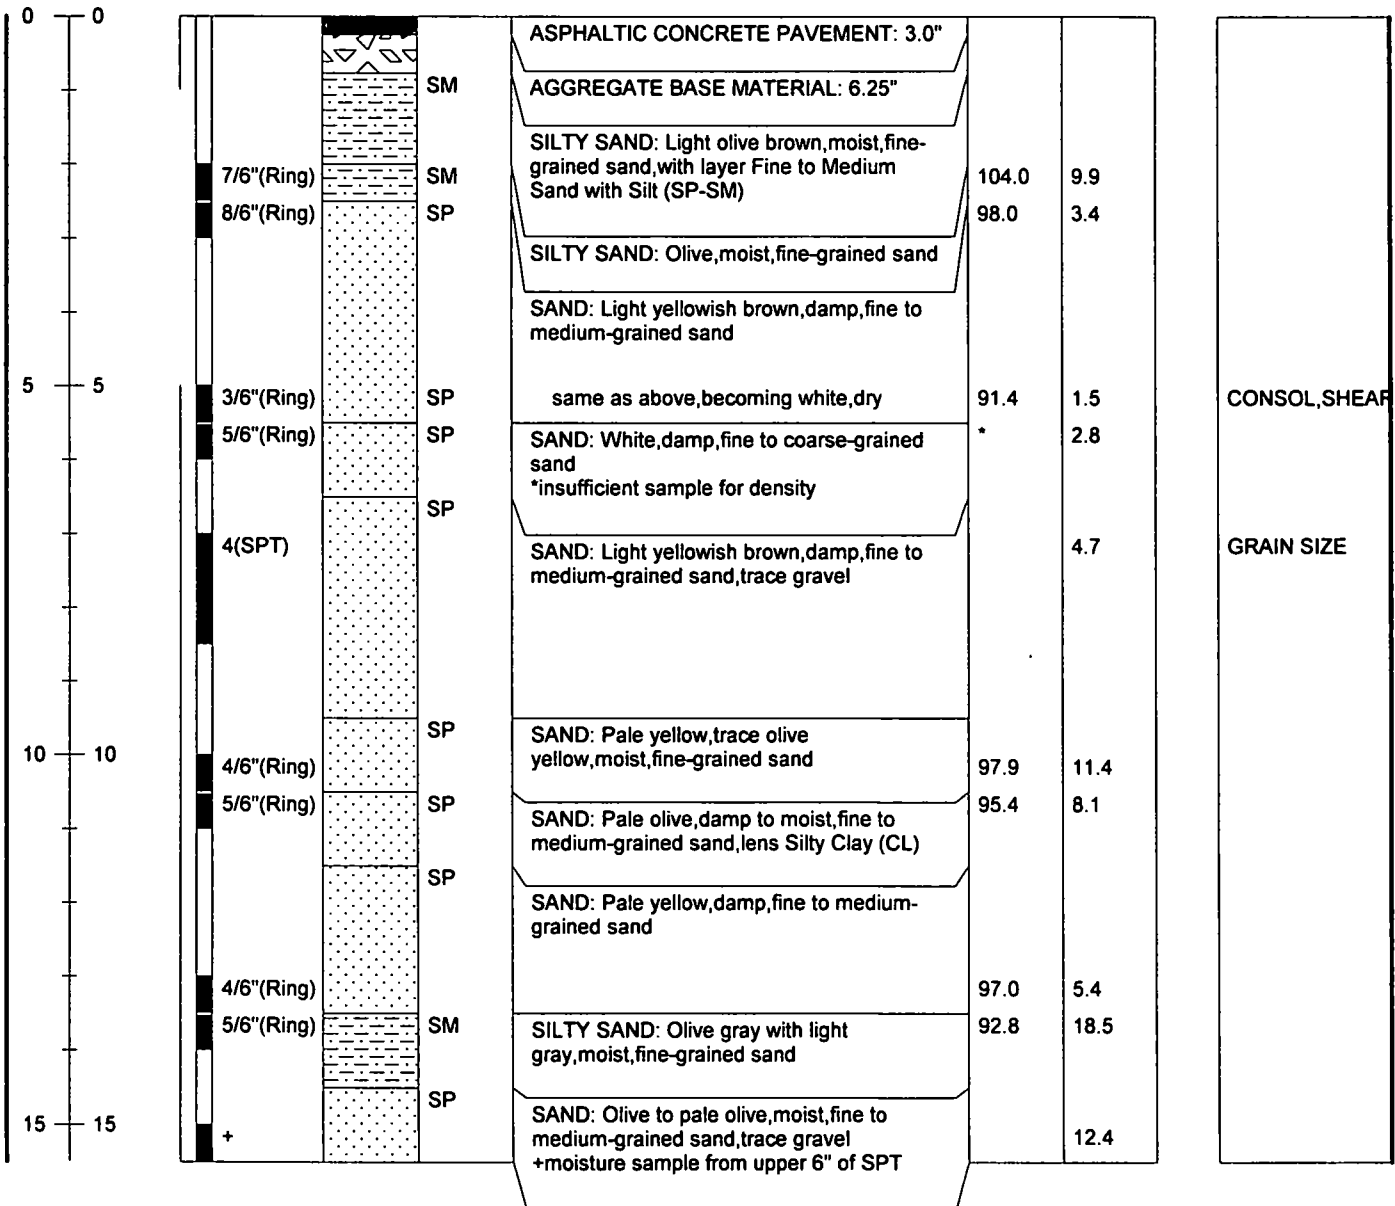 0 0
ASPHALTIC CONCRETE PAVEMENT: 3.0"
SM AGGREGATE BASE MATERIAL: 6.25"
SILTY SAND: Light olive brown,moist,fine-
grained sand,with layer Fine to Medium
Sand with Silt (SP-SM)
7/6"(Ring) SM 104.0 9.9
8/6"(Ring) SP 98.0 3.4
SILTY SAND: Olive,moist,fine-grained sand
SAND: Light yellowish brown,damp,fine to
medium-grained sand
5 5 3/6"(Ring) SP same as above,becoming white,dry 91.4 1.5 CONSOL,SHEAR
5/6"(Ring) SP SAND: White,damp,fine to coarse-grained * 2.8
sand
*insufficient sample for density
SP
4(SPT) SAND: Light yellowish brown,damp,fine to 4.7 GRAIN SIZE
medium-grained sand,trace gravel
SP SAND: Pale yellow,trace olive
yellow,moist,fine-grained sand
10 10 4/6"(Ring) 97.9 11.4
5/6"(Ring) SP 95.4 8.1
SAND: Pale olive,damp to moist,fine to
medium-grained sand,lens Silty Clay (CL)
SP
SAND: Pale yellow,damp,fine to medium-
grained sand
4/6"(Ring) 97.0 5.4
5/6"(Ring) SM SILTY SAND: Olive gray with light 92.8 18.5
gray,moist,fine-grained sand
SP
SAND: Olive to pale olive,moist,fine to
15 15 + medium-grained sand,trace gravel 12.4
+moisture sample from upper 6" of SPT